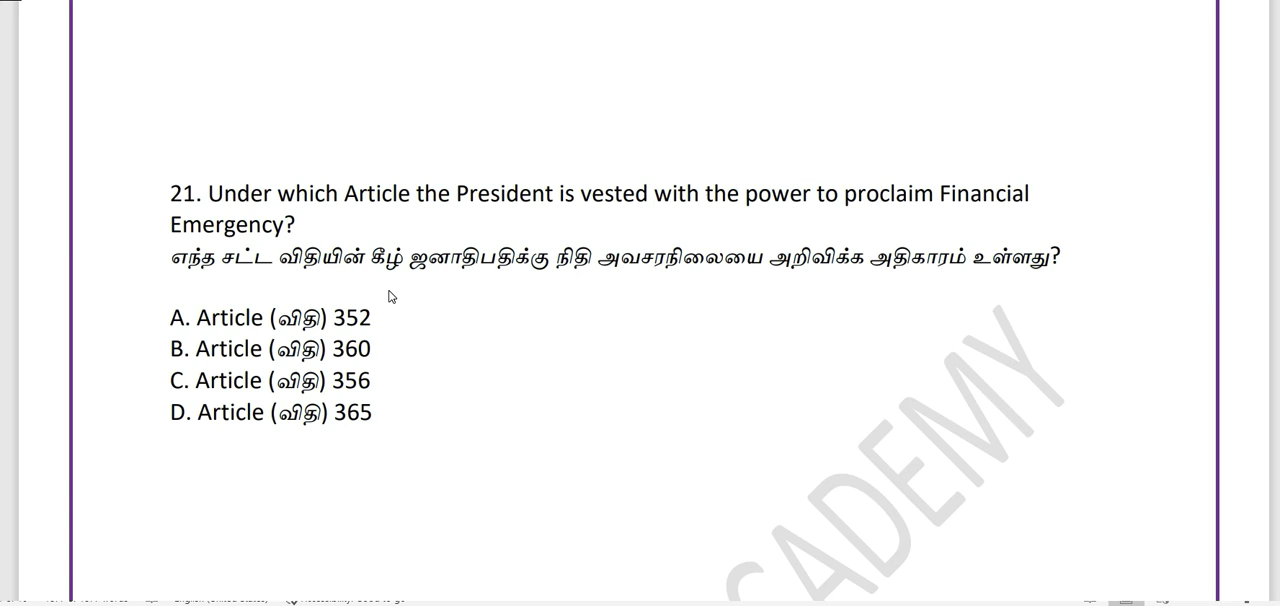 21. Under which Article the President is vested with the power to proclaim Financial
Emergency?
எந்த சட்ட விதியின் கீழ் ஜனாதிபதிக்கு நிதி அவசரநிலையை அறிவிக்க அதிகாரம் உள்ளது?
A. Article (விதி) 352
B. Article (விதி) 360
C. Article (விதி) 356
D. Article (விதி) 365
CADEMY